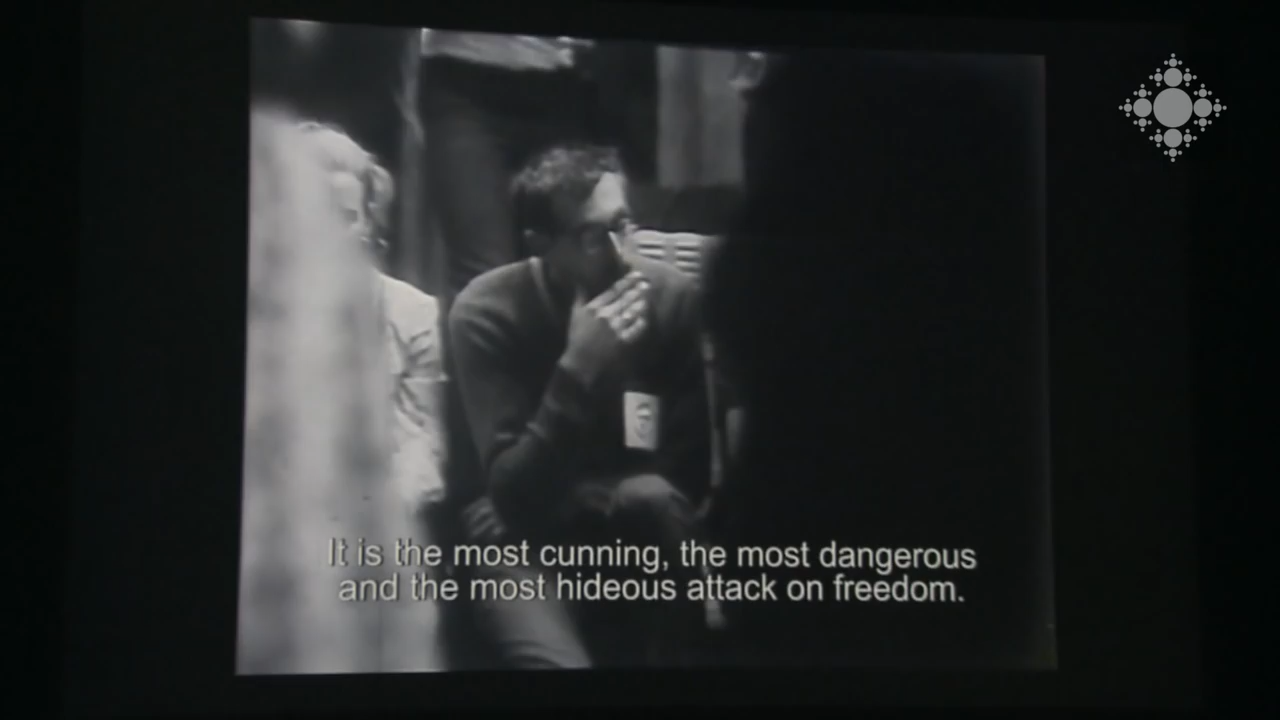 It is the most cunning, the most dangerous
and the most hideous attack on freedom.